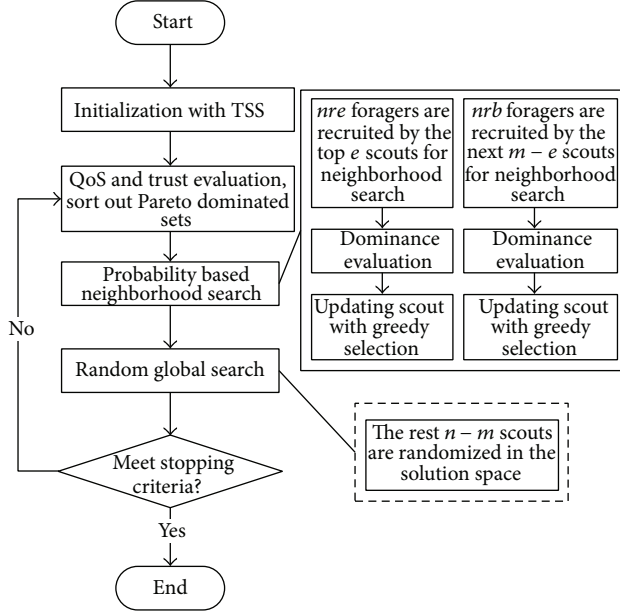 Start
Initialization with TSS
QoS and trust evaluation,
sort out Pareto dominated
sets
Probability based
neighborhood search
No
Random global search
Meet stopping
criteria?
Yes
End
nre foragers are
recruited by the
top e scouts for
neighborhood
search
Dominance
evaluation
Updating scout
with greedy
selection
nrb foragers are
recruited by the
next m − e scouts
for neighborhood
search
Dominance
evaluation
Updating scout
with greedy
selection
The rest n − m scouts
are randomized in the
solution space